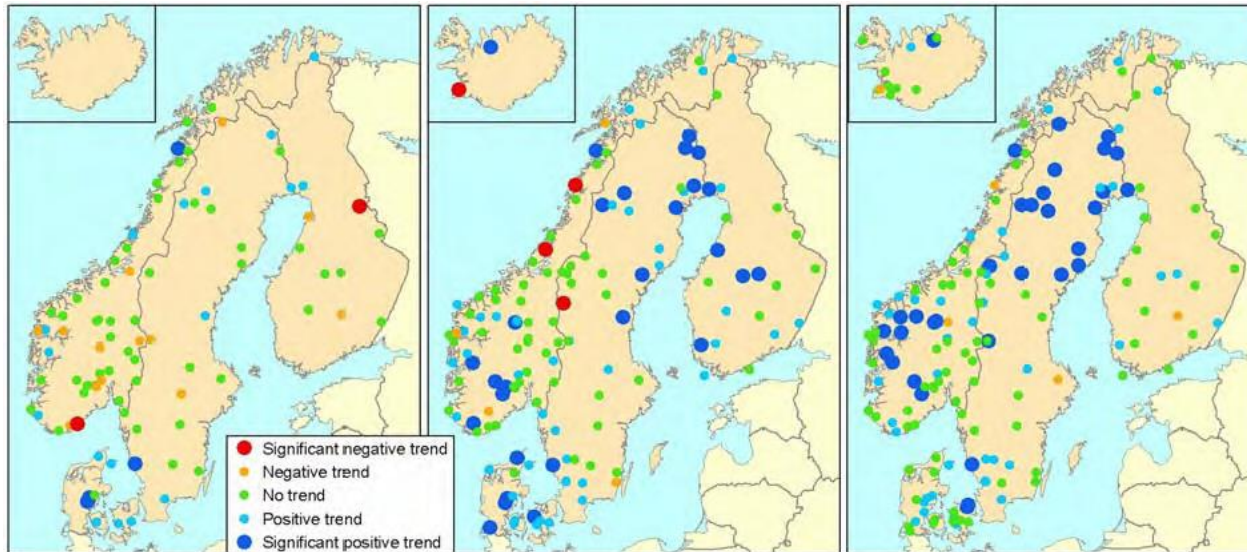 Significant negative trend
Negative trend
No trend
Positive trend
Significant positive trend